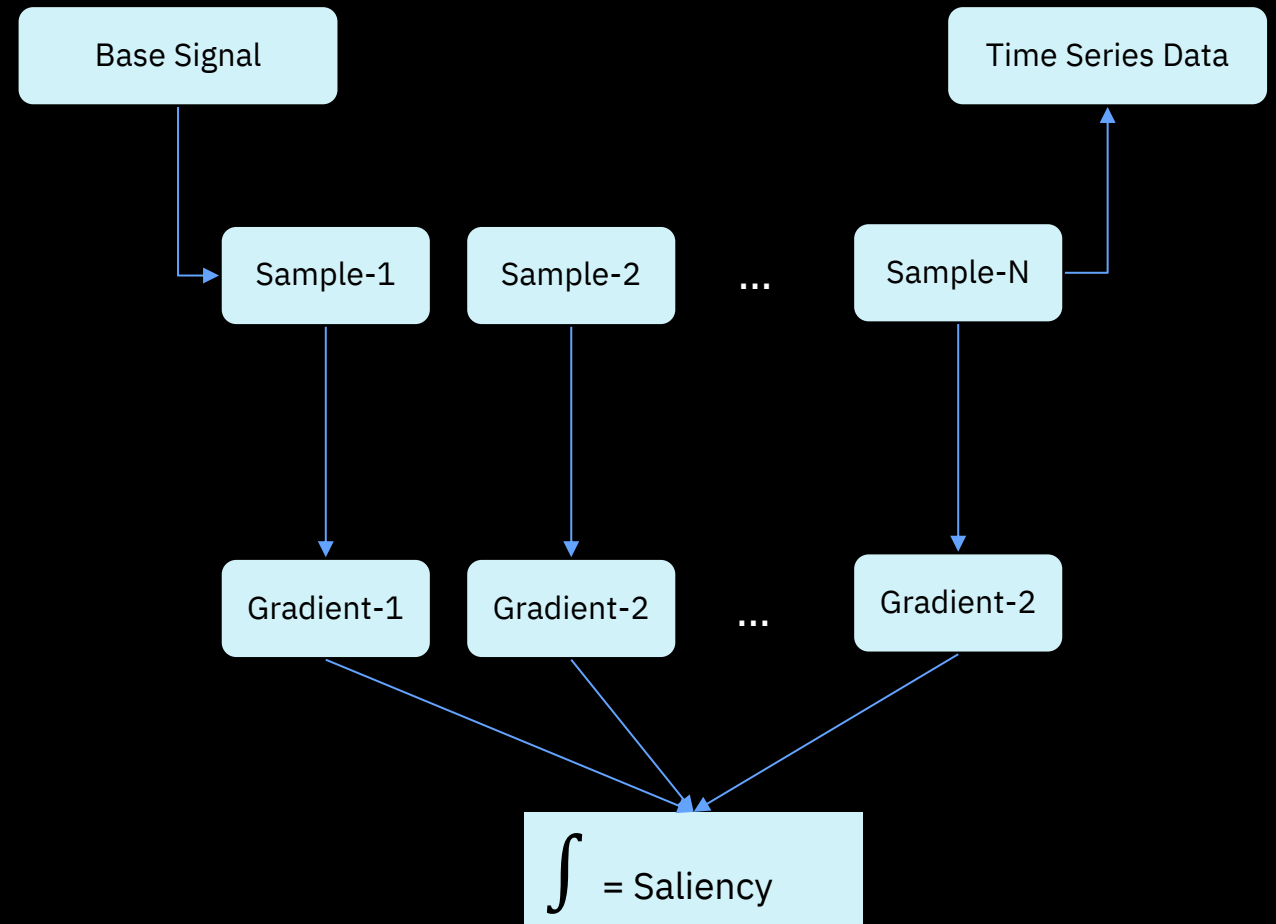 Base Signal
Time Series Data
Sample-1
Sample-2
...
Sample-N
Gradient-1
Gradient-2
...
Gradient-2
∫ = Saliency